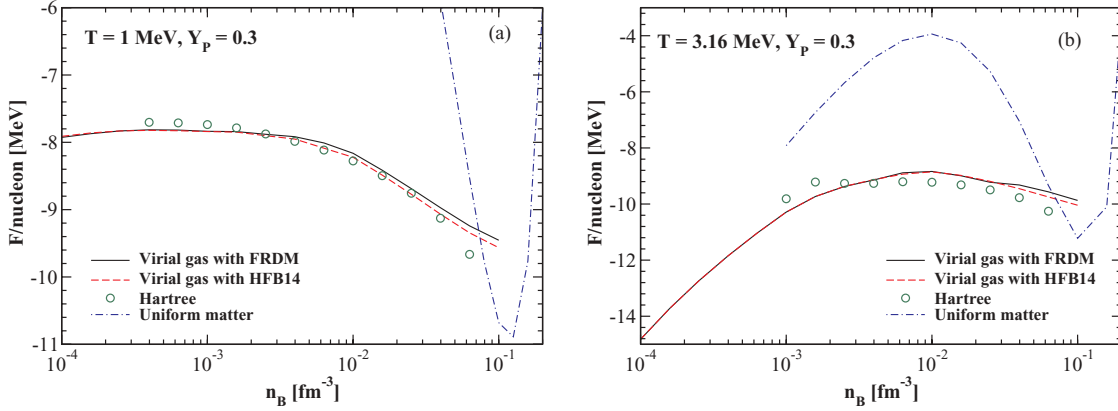 T = 1 MeV, Y_P = 0.3
(a)
F/nucleon [MeV]
-6
-7
-8
-9
-10
-11
Virial gas with FRDM
Virial gas with HFB14
Hartree
Uniform matter
10^-4
10^-3
10^-2
10^-1
n_B [fm^-3]
T = 3.16 MeV, Y_P = 0.3
(b)
F/nucleon [MeV]
-4
-6
-8
-10
-12
-14
Virial gas with FRDM
Virial gas with HFB14
Hartree
Uniform matter
10^-4
10^-3
10^-2
10^-1
n_B [fm^-3]